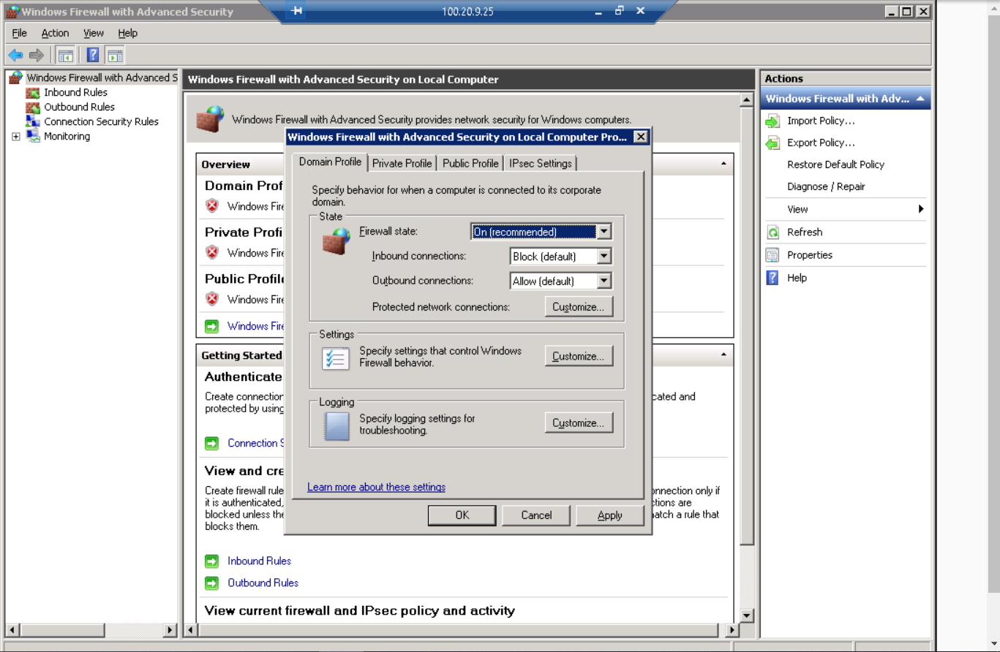 Windows Firewall with Advanced Security
100.20.9.25
File Action View Help
Windows Firewall with Advanced S
Inbound Rules
Outbound Rules
Connection Security Rules
Monitoring
Windows Firewall with Advanced Security on Local Computer
Windows Firewall with Advanced Security provides network security for Windows computers.
Overview
Domain Prof
Windows Fire
Private Profi
Windows Fire
Public Profil
Windows Fire
Windows Fire
Getting Started
Authenticate
Create connection
cated and
protected by using
Connection S
View and cre
Create firewall rule
onnection only if
it is authenticated,
ctions are
blocked unless the
atch a rule that
blocks them.
Inbound Rules
Outbound Rules
View current firewall and IPsec policy and activity
Windows Firewall with Advanced Security on Local Computer Pro...
Domain Profile Private Profile Public Profile IPsec Settings
Specify behavior for when a computer is connected to its corporate
domain.
State
Firewall state: On (recommended)
Inbound connections: Block (default)
Outbound connections: Allow (default)
Protected network connections: Customize...
Settings
Specify settings that control Windows
Firewall behavior.
Customize...
Logging
Specify logging settings for
troubleshooting.
Customize...
Learn more about these settings
OK Cancel Apply
Actions
Windows Firewall with Adv...
Import Policy...
Export Policy...
Restore Default Policy
Diagnose / Repair
View
Refresh
Properties
Help